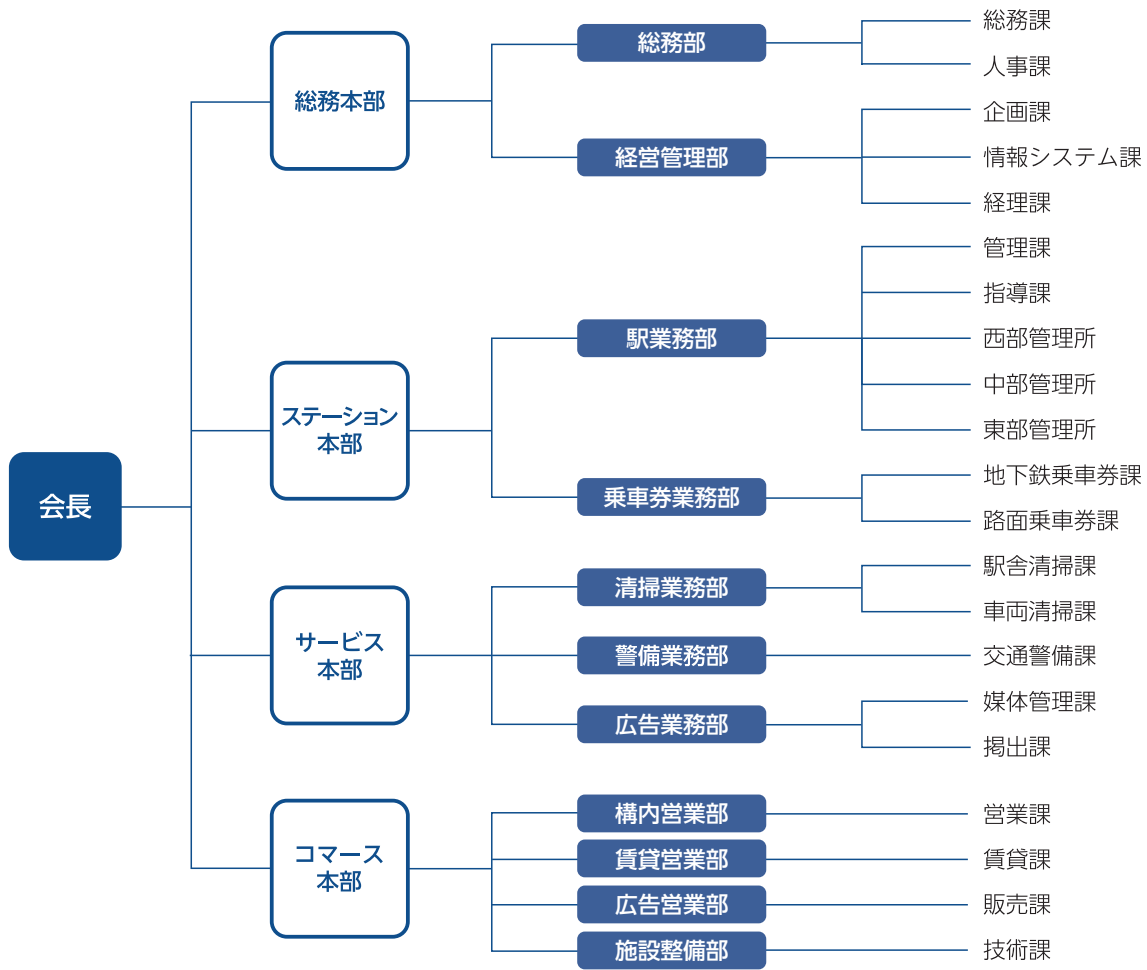 会長
総務本部
総務部
総務課
人事課
経営管理部
企画課
情報システム課
経理課
ステーション
本部
駅業務部
管理課
指導課
西部管理所
中部管理所
東部管理所
乗車券業務部
地下鉄乗車券課
路面乗車券課
サービス
本部
清掃業務部
駅舎清掃課
車両清掃課
警備業務部
交通警備課
広告業務部
媒体管理課
掲出課
コマース
本部
構内営業部
営業課
賃貸営業部
賃貸課
広告営業部
販売課
施設整備部
技術課